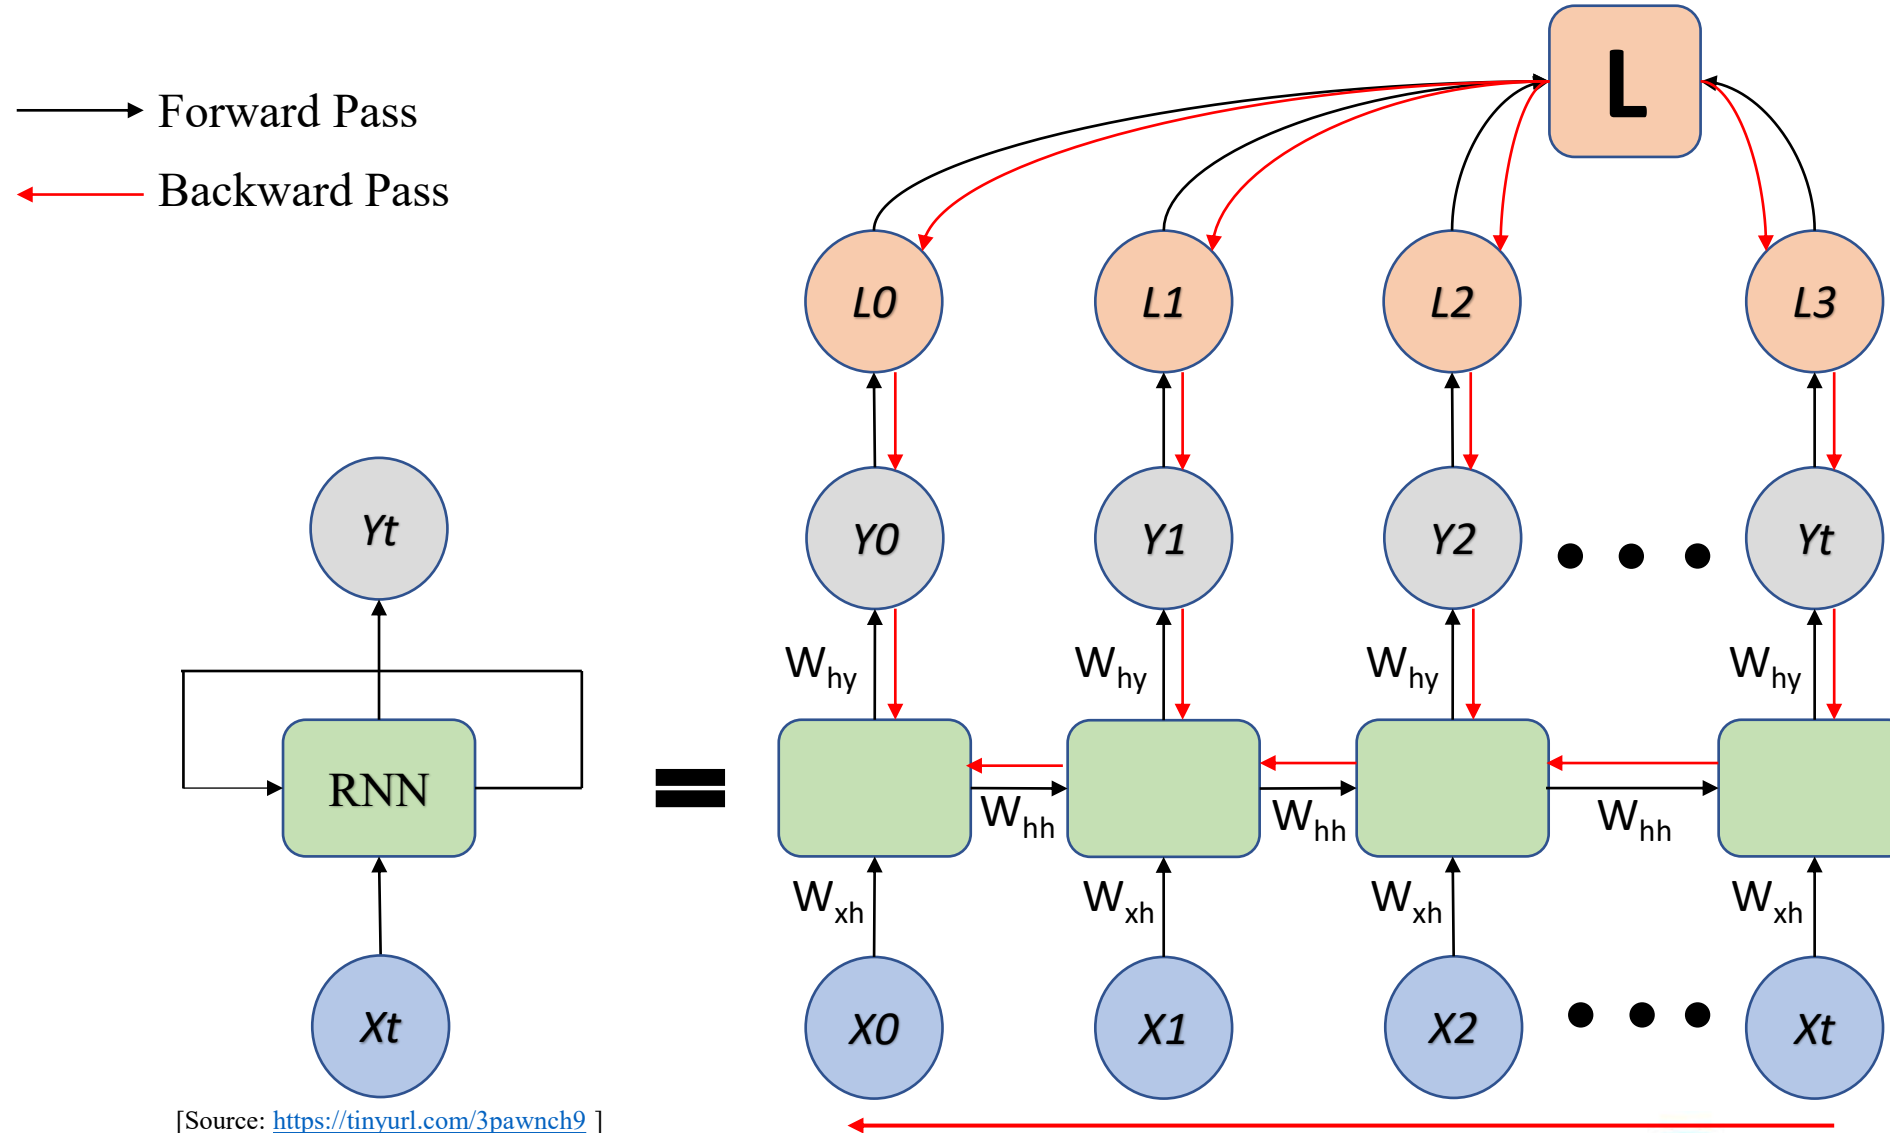 L
Forward Pass
Backward Pass
L0 L1 L2 L3
Yt Y0 Y1 Y2 Yt
Why Why Why Why
RNN = Whh Whh Whh
Wxh Wxh Wxh Wxh
Xt X0 X1 X2 Xt
[Source: https://tinyurl.com/3pawnch9 ]